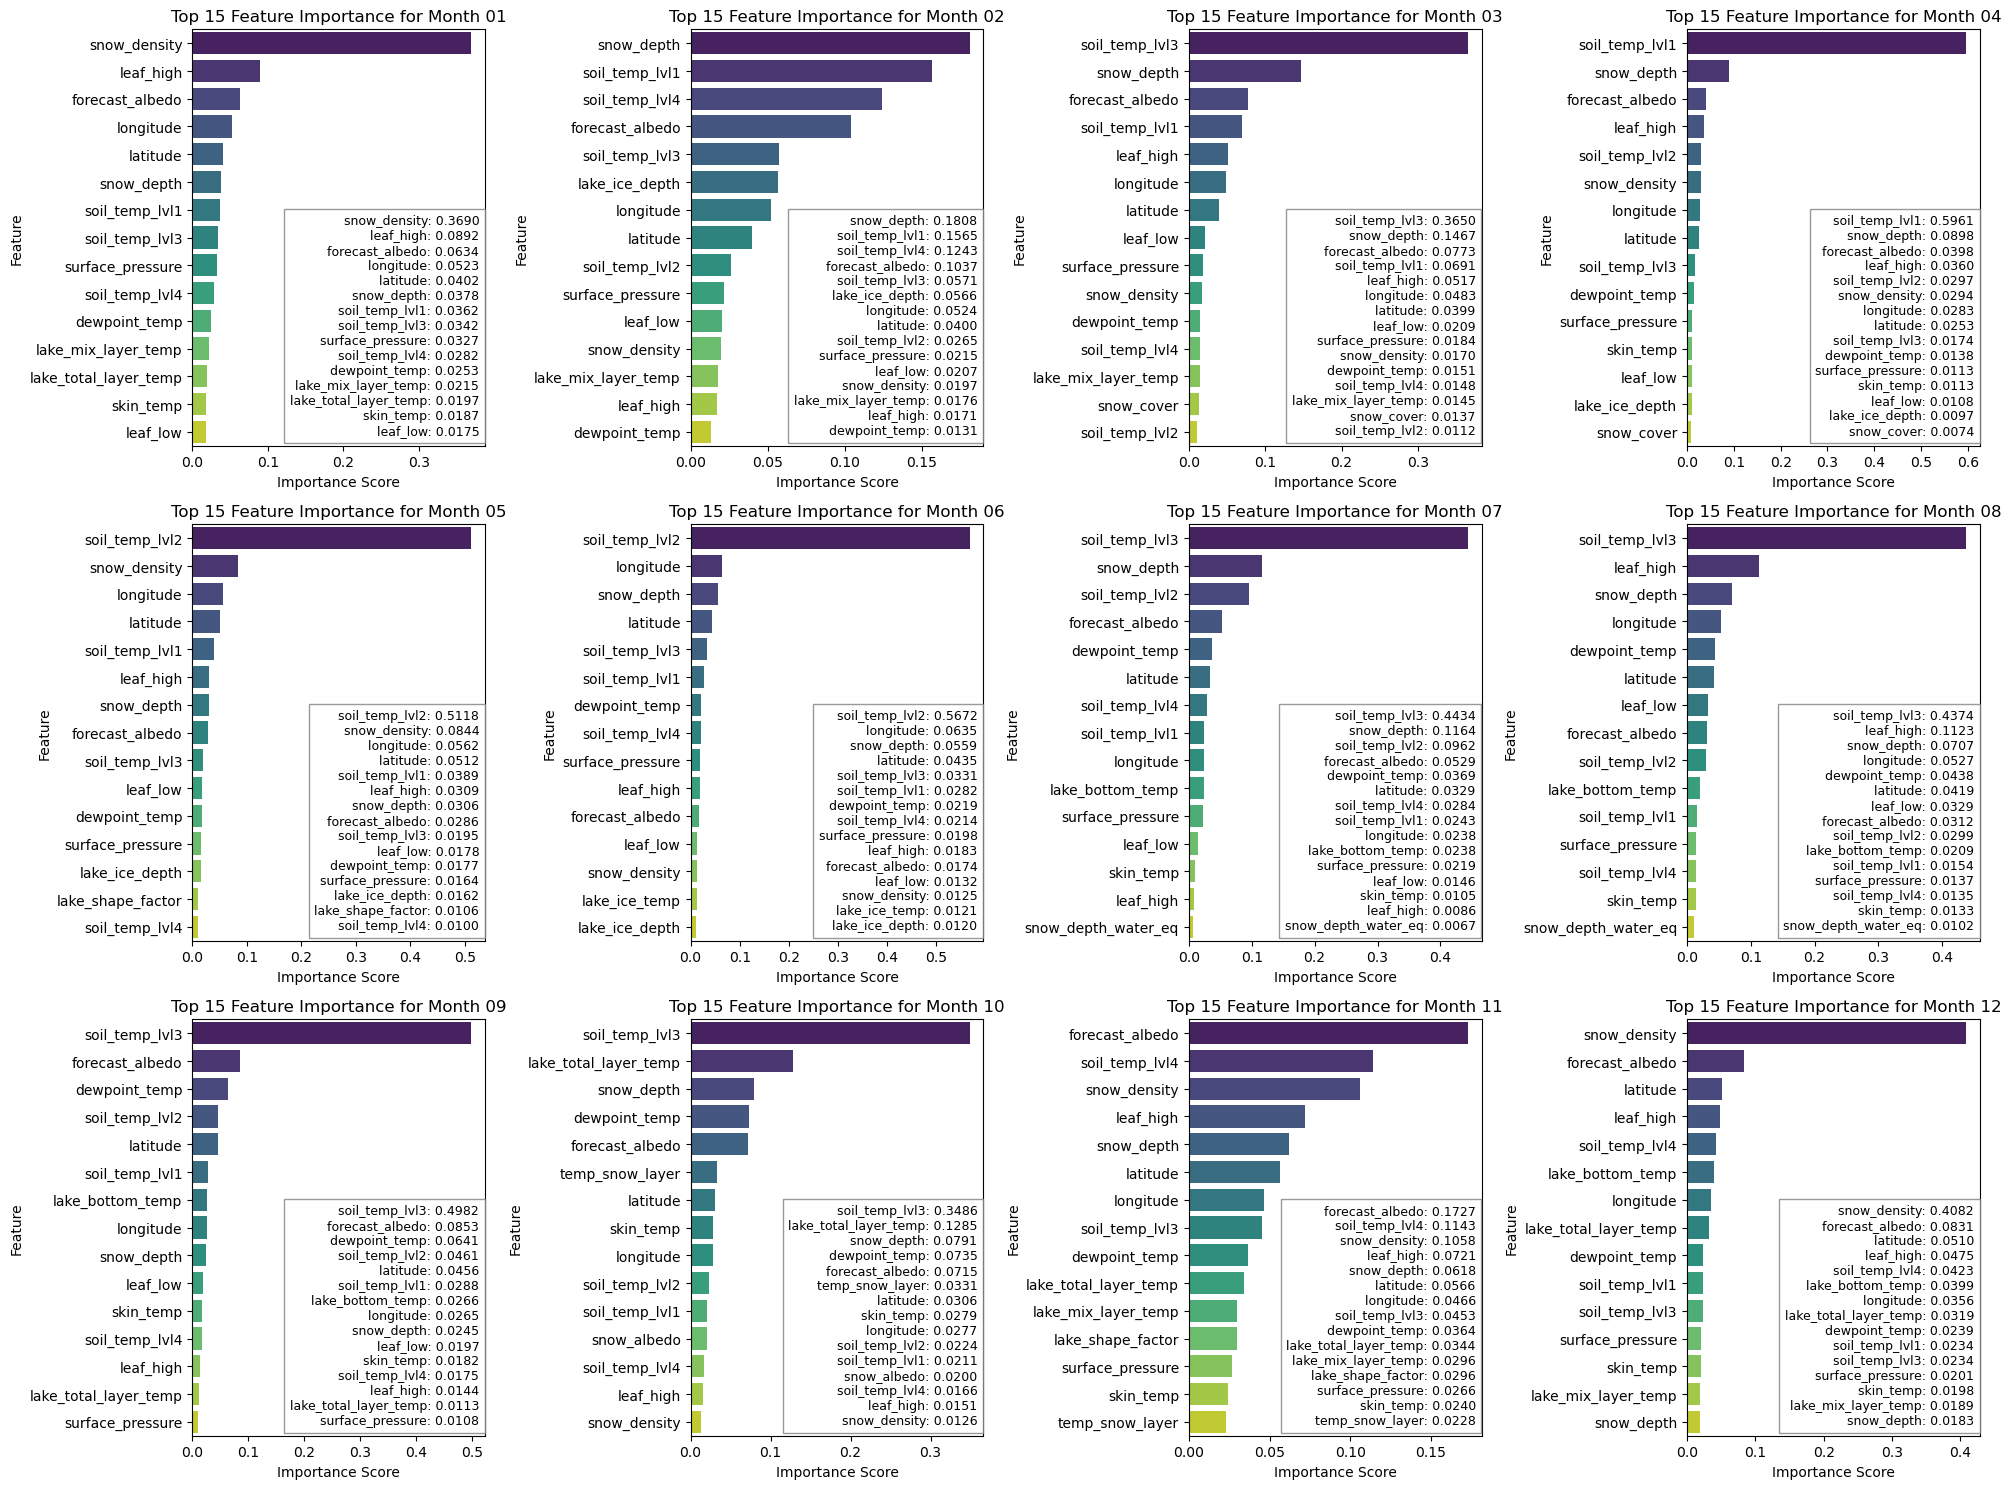 Top 15 Feature Importance for Month 01
Feature
snow_density
leaf_high
forecast_albedo
longitude
latitude
snow_depth
soil_temp_lvl1
soil_temp_lvl3
surface_pressure
soil_temp_lvl4
dewpoint_temp
lake_mix_layer_temp
lake_total_layer_temp
skin_temp
leaf_low
snow_density: 0.3690
leaf_high: 0.0892
forecast_albedo: 0.0634
longitude: 0.0523
latitude: 0.0402
snow_depth: 0.0378
soil_temp_lvl1: 0.0362
soil_temp_lvl3: 0.0342
surface_pressure: 0.0327
soil_temp_lvl4: 0.0282
dewpoint_temp: 0.0253
lake_mix_layer_temp: 0.0215
lake_total_layer_temp: 0.0197
skin_temp: 0.0187
leaf_low: 0.0175
0.0 0.1 0.2 0.3
Importance Score
Top 15 Feature Importance for Month 02
Feature
snow_depth
soil_temp_lvl1
soil_temp_lvl4
forecast_albedo
soil_temp_lvl3
lake_ice_depth
longitude
latitude
soil_temp_lvl2
surface_pressure
leaf_low
snow_density
lake_mix_layer_temp
leaf_high
dewpoint_temp
snow_depth: 0.1808
soil_temp_lvl1: 0.1565
soil_temp_lvl4: 0.1243
forecast_albedo: 0.1037
soil_temp_lvl3: 0.0571
lake_ice_depth: 0.0566
longitude: 0.0524
latitude: 0.0400
soil_temp_lvl2: 0.0265
surface_pressure: 0.0215
leaf_low: 0.0207
snow_density: 0.0197
lake_mix_layer_temp: 0.0176
leaf_high: 0.0171
dewpoint_temp: 0.0131
0.00 0.05 0.10 0.15
Importance Score
Top 15 Feature Importance for Month 03
Feature
soil_temp_lvl3
snow_depth
forecast_albedo
soil_temp_lvl1
leaf_high
longitude
latitude
leaf_low
surface_pressure
snow_density
dewpoint_temp
soil_temp_lvl4
lake_mix_layer_temp
snow_cover
soil_temp_lvl2
soil_temp_lvl3: 0.3650
snow_depth: 0.1467
forecast_albedo: 0.0773
soil_temp_lvl1: 0.0691
leaf_high: 0.0517
longitude: 0.0483
latitude: 0.0399
leaf_low: 0.0209
surface_pressure: 0.0184
snow_density: 0.0170
dewpoint_temp: 0.0151
soil_temp_lvl4: 0.0148
lake_mix_layer_temp: 0.0145
snow_cover: 0.0137
soil_temp_lvl2: 0.0112
0.0 0.1 0.2 0.3
Importance Score
Top 15 Feature Importance for Month 04
Feature
soil_temp_lvl1
snow_depth
forecast_albedo
leaf_high
soil_temp_lvl2
snow_density
longitude
latitude
soil_temp_lvl3
dewpoint_temp
surface_pressure
skin_temp
leaf_low
lake_ice_depth
snow_cover
soil_temp_lvl1: 0.5961
snow_depth: 0.0898
forecast_albedo: 0.0398
leaf_high: 0.0360
soil_temp_lvl2: 0.0297
snow_density: 0.0294
longitude: 0.0283
latitude: 0.0253
soil_temp_lvl3: 0.0174
dewpoint_temp: 0.0138
surface_pressure: 0.0113
skin_temp: 0.0113
leaf_low: 0.0108
lake_ice_depth: 0.0097
snow_cover: 0.0074
0.0 0.1 0.2 0.3 0.4 0.5 0.6
Importance Score
Top 15 Feature Importance for Month 05
Feature
soil_temp_lvl2
snow_density
longitude
latitude
soil_temp_lvl1
leaf_high
snow_depth
forecast_albedo
soil_temp_lvl3
leaf_low
dewpoint_temp
surface_pressure
lake_ice_depth
lake_shape_factor
soil_temp_lvl4
soil_temp_lvl2: 0.5118
snow_density: 0.0844
longitude: 0.0562
latitude: 0.0512
soil_temp_lvl1: 0.0389
leaf_high: 0.0309
snow_depth: 0.0306
forecast_albedo: 0.0286
soil_temp_lvl3: 0.0195
leaf_low: 0.0178
dewpoint_temp: 0.0177
surface_pressure: 0.0164
lake_ice_depth: 0.0162
lake_shape_factor: 0.0106
soil_temp_lvl4: 0.0100
0.0 0.1 0.2 0.3 0.4 0.5
Importance Score
Top 15 Feature Importance for Month 06
Feature
soil_temp_lvl2
longitude
snow_depth
latitude
soil_temp_lvl3
soil_temp_lvl1
dewpoint_temp
soil_temp_lvl4
surface_pressure
leaf_high
forecast_albedo
leaf_low
snow_density
lake_ice_temp
lake_ice_depth
soil_temp_lvl2: 0.5672
longitude: 0.0635
snow_depth: 0.0559
latitude: 0.0435
soil_temp_lvl3: 0.0331
soil_temp_lvl1: 0.0282
dewpoint_temp: 0.0219
soil_temp_lvl4: 0.0214
surface_pressure: 0.0198
leaf_high: 0.0183
forecast_albedo: 0.0174
leaf_low: 0.0132
snow_density: 0.0125
lake_ice_temp: 0.0121
lake_ice_depth: 0.0120
0.0 0.1 0.2 0.3 0.4 0.5
Importance Score
Top 15 Feature Importance for Month 07
Feature
soil_temp_lvl3
snow_depth
soil_temp_lvl2
forecast_albedo
dewpoint_temp
latitude
soil_temp_lvl4
soil_temp_lvl1
longitude
lake_bottom_temp
surface_pressure
leaf_low
skin_temp
leaf_high
snow_depth_water_eq
soil_temp_lvl3: 0.4434
snow_depth: 0.1164
soil_temp_lvl2: 0.0962
forecast_albedo: 0.0529
dewpoint_temp: 0.0369
latitude: 0.0329
soil_temp_lvl4: 0.0284
soil_temp_lvl1: 0.0243
longitude: 0.0238
lake_bottom_temp: 0.0238
surface_pressure: 0.0219
leaf_low: 0.0146
skin_temp: 0.0105
leaf_high: 0.0086
snow_depth_water_eq: 0.0067
0.0 0.1 0.2 0.3 0.4
Importance Score
Top 15 Feature Importance for Month 08
Feature
soil_temp_lvl3
leaf_high
snow_depth
longitude
dewpoint_temp
latitude
leaf_low
forecast_albedo
soil_temp_lvl2
lake_bottom_temp
soil_temp_lvl1
surface_pressure
soil_temp_lvl4
skin_temp
snow_depth_water_eq
soil_temp_lvl3: 0.4374
leaf_high: 0.1123
snow_depth: 0.0707
longitude: 0.0527
dewpoint_temp: 0.0438
latitude: 0.0419
leaf_low: 0.0329
forecast_albedo: 0.0312
soil_temp_lvl2: 0.0299
lake_bottom_temp: 0.0209
soil_temp_lvl1: 0.0154
surface_pressure: 0.0137
soil_temp_lvl4: 0.0135
skin_temp: 0.0133
snow_depth_water_eq: 0.0102
0.0 0.1 0.2 0.3 0.4
Importance Score
Top 15 Feature Importance for Month 09
Feature
soil_temp_lvl3
forecast_albedo
dewpoint_temp
soil_temp_lvl2
latitude
soil_temp_lvl1
lake_bottom_temp
longitude
snow_depth
leaf_low
skin_temp
soil_temp_lvl4
leaf_high
lake_total_layer_temp
surface_pressure
soil_temp_lvl3: 0.4982
forecast_albedo: 0.0853
dewpoint_temp: 0.0641
soil_temp_lvl2: 0.0461
latitude: 0.0456
soil_temp_lvl1: 0.0288
lake_bottom_temp: 0.0266
longitude: 0.0265
snow_depth: 0.0245
leaf_low: 0.0197
skin_temp: 0.0182
soil_temp_lvl4: 0.0175
leaf_high: 0.0144
lake_total_layer_temp: 0.0113
surface_pressure: 0.0108
0.0 0.1 0.2 0.3 0.4 0.5
Importance Score
Top 15 Feature Importance for Month 10
Feature
soil_temp_lvl3
lake_total_layer_temp
snow_depth
dewpoint_temp
forecast_albedo
temp_snow_layer
latitude
skin_temp
longitude
soil_temp_lvl2
soil_temp_lvl1
snow_albedo
soil_temp_lvl4
leaf_high
snow_density
soil_temp_lvl3: 0.3486
lake_total_layer_temp: 0.1285
snow_depth: 0.0791
dewpoint_temp: 0.0735
forecast_albedo: 0.0715
temp_snow_layer: 0.0331
latitude: 0.0306
skin_temp: 0.0279
longitude: 0.0277
soil_temp_lvl2: 0.0224
soil_temp_lvl1: 0.0211
snow_albedo: 0.0200
soil_temp_lvl4: 0.0166
leaf_high: 0.0151
snow_density: 0.0126
0.0 0.1 0.2 0.3
Importance Score
Top 15 Feature Importance for Month 11
Feature
forecast_albedo
soil_temp_lvl4
snow_density
leaf_high
snow_depth
latitude
longitude
soil_temp_lvl3
dewpoint_temp
lake_total_layer_temp
lake_mix_layer_temp
lake_shape_factor
surface_pressure
skin_temp
temp_snow_layer
forecast_albedo: 0.1727
soil_temp_lvl4: 0.1143
snow_density: 0.1058
leaf_high: 0.0721
snow_depth: 0.0618
latitude: 0.0566
longitude: 0.0466
soil_temp_lvl3: 0.0453
dewpoint_temp: 0.0364
lake_total_layer_temp: 0.0344
lake_mix_layer_temp: 0.0296
lake_shape_factor: 0.0296
surface_pressure: 0.0266
skin_temp: 0.0240
temp_snow_layer: 0.0228
0.00 0.05 0.10 0.15
Importance Score
Top 15 Feature Importance for Month 12
Feature
snow_density
forecast_albedo
latitude
leaf_high
soil_temp_lvl4
lake_bottom_temp
longitude
lake_total_layer_temp
dewpoint_temp
soil_temp_lvl1
soil_temp_lvl3
surface_pressure
skin_temp
lake_mix_layer_temp
snow_depth
snow_density: 0.4082
forecast_albedo: 0.0831
latitude: 0.0510
leaf_high: 0.0475
soil_temp_lvl4: 0.0423
lake_bottom_temp: 0.0399
longitude: 0.0356
lake_total_layer_temp: 0.0319
dewpoint_temp: 0.0239
soil_temp_lvl1: 0.0234
soil_temp_lvl3: 0.0234
surface_pressure: 0.0201
skin_temp: 0.0198
lake_mix_layer_temp: 0.0189
snow_depth: 0.0183
0.0 0.1 0.2 0.3 0.4
Importance Score